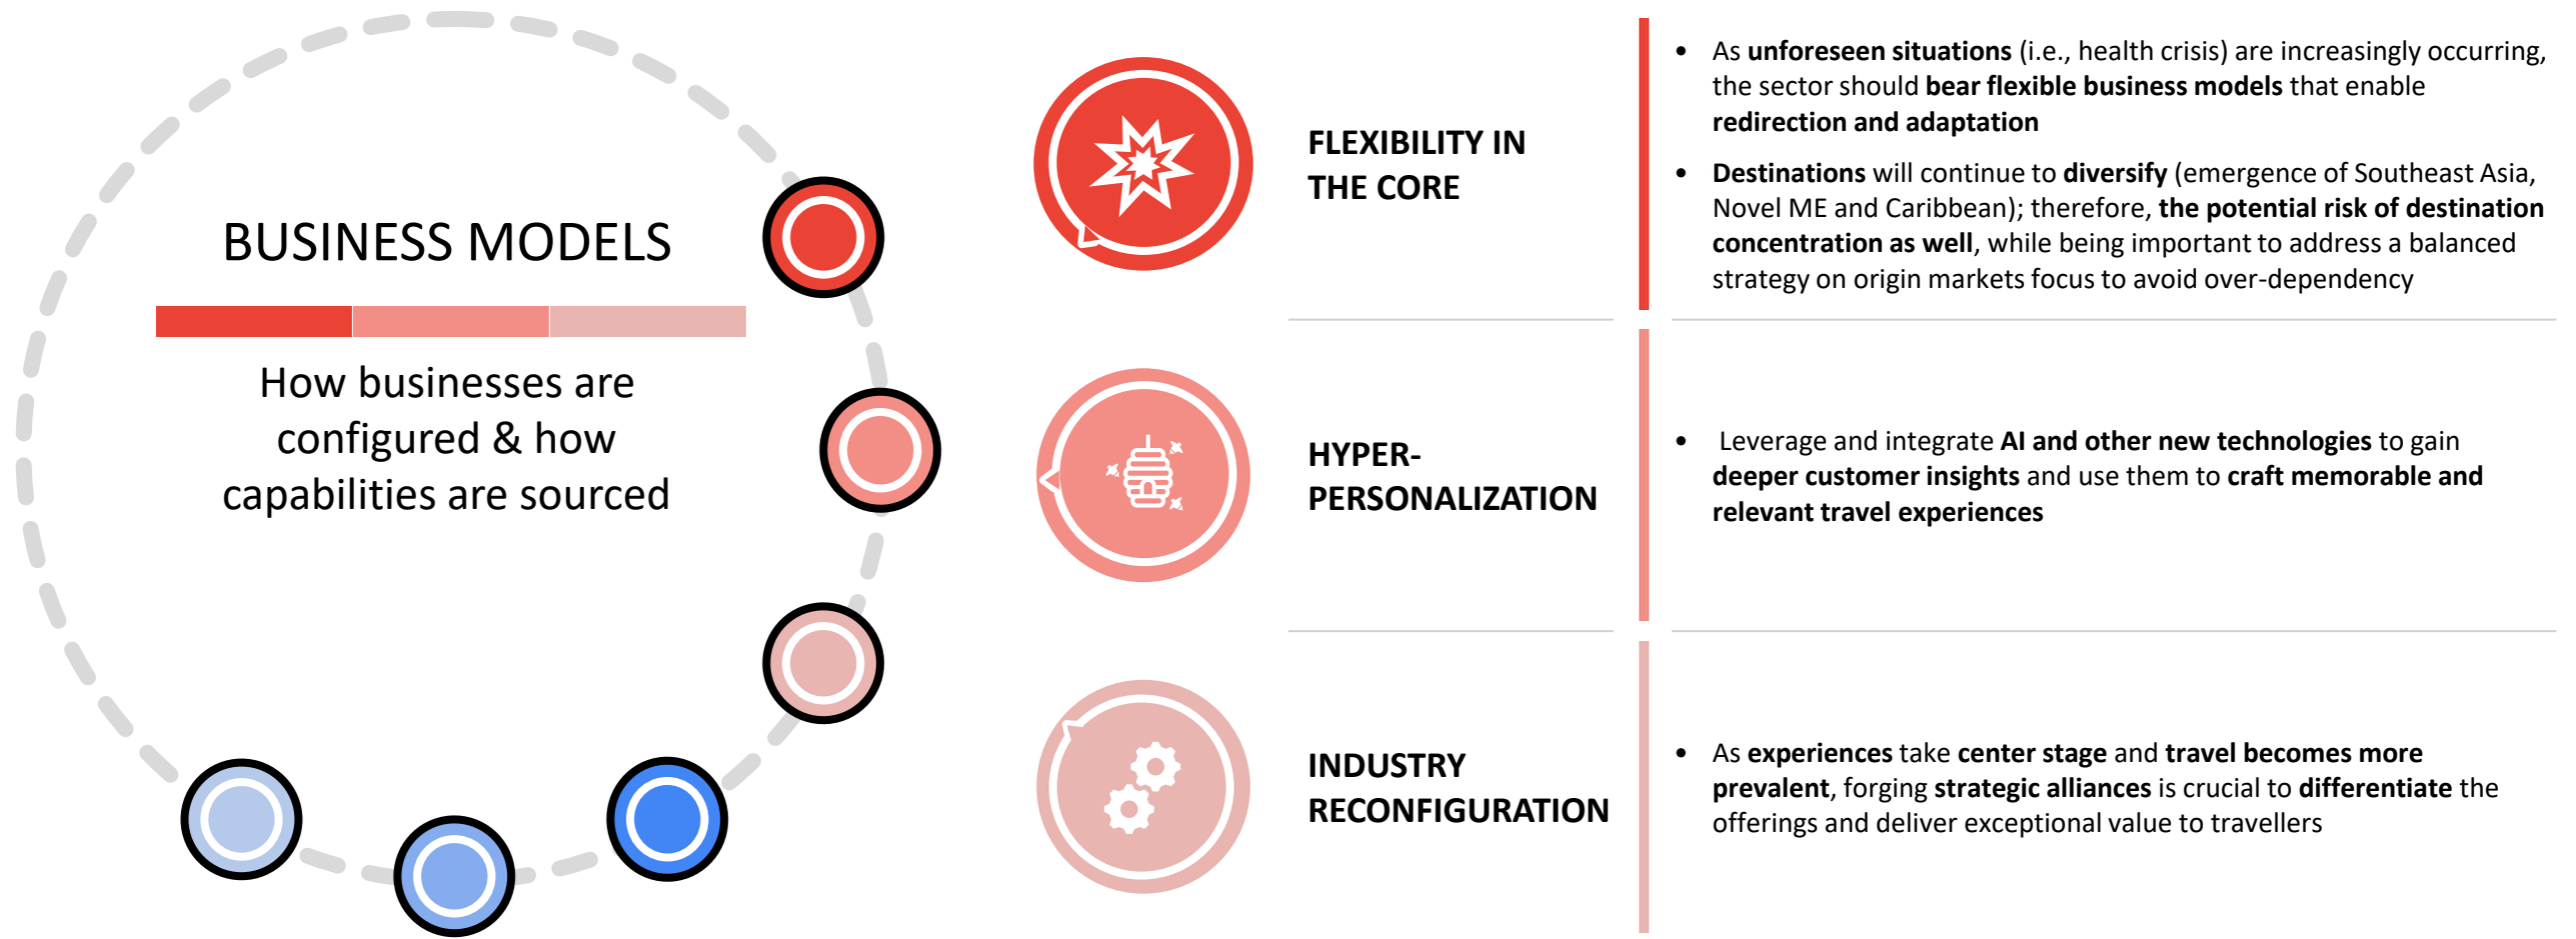 BUSINESS MODELS
How businesses are
configured & how
capabilities are sourced
FLEXIBILITY IN
THE CORE
• As unforeseen situations (i.e., health crisis) are increasingly occurring,
the sector should bear flexible business models that enable
redirection and adaptation
• Destinations will continue to diversify (emergence of Southeast Asia,
Novel ME and Caribbean); therefore, the potential risk of destination
concentration as well, while being important to address a balanced
strategy on origin markets focus to avoid over-dependency
HYPER-
PERSONALIZATION
• Leverage and integrate AI and other new technologies to gain
deeper customer insights and use them to craft memorable and
relevant travel experiences
INDUSTRY
RECONFIGURATION
• As experiences take center stage and travel becomes more
prevalent, forging strategic alliances is crucial to differentiate the
offerings and deliver exceptional value to travellers